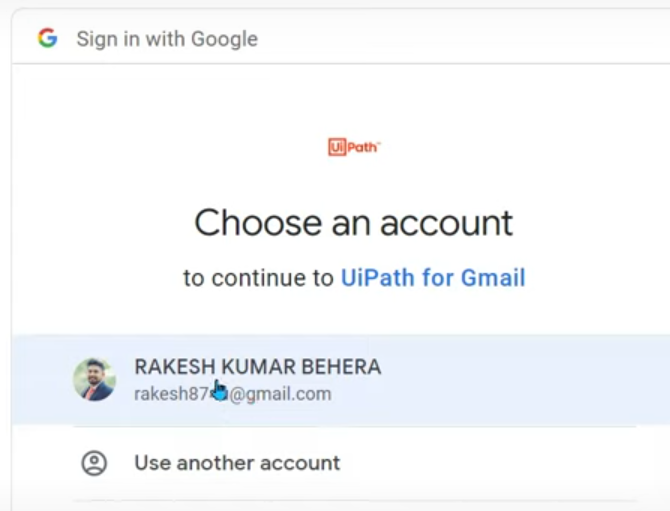 Sign in with Google
UiPath
Choose an account
to continue to UiPath for Gmail
RAKESH KUMAR BEHERA
@gmail.com
Use another account